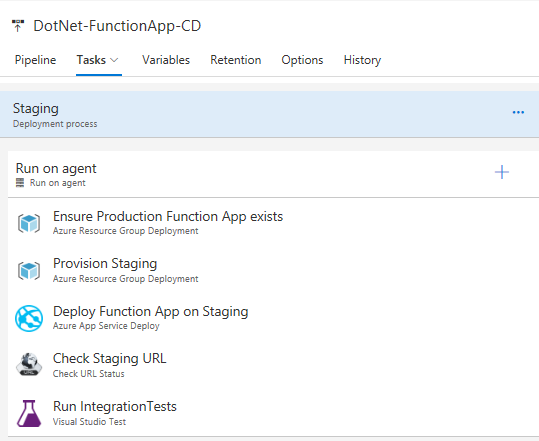 DotNet-FunctionApp-CD
Pipeline Tasks Variables Retention Options History
Staging
Deployment process
Run on agent
Run on agent
Ensure Production Function App exists
Azure Resource Group Deployment
Provision Staging
Azure Resource Group Deployment
Deploy Function App on Staging
Azure App Service Deploy
Check Staging URL
Check URL Status
Run IntegrationTests
Visual Studio Test